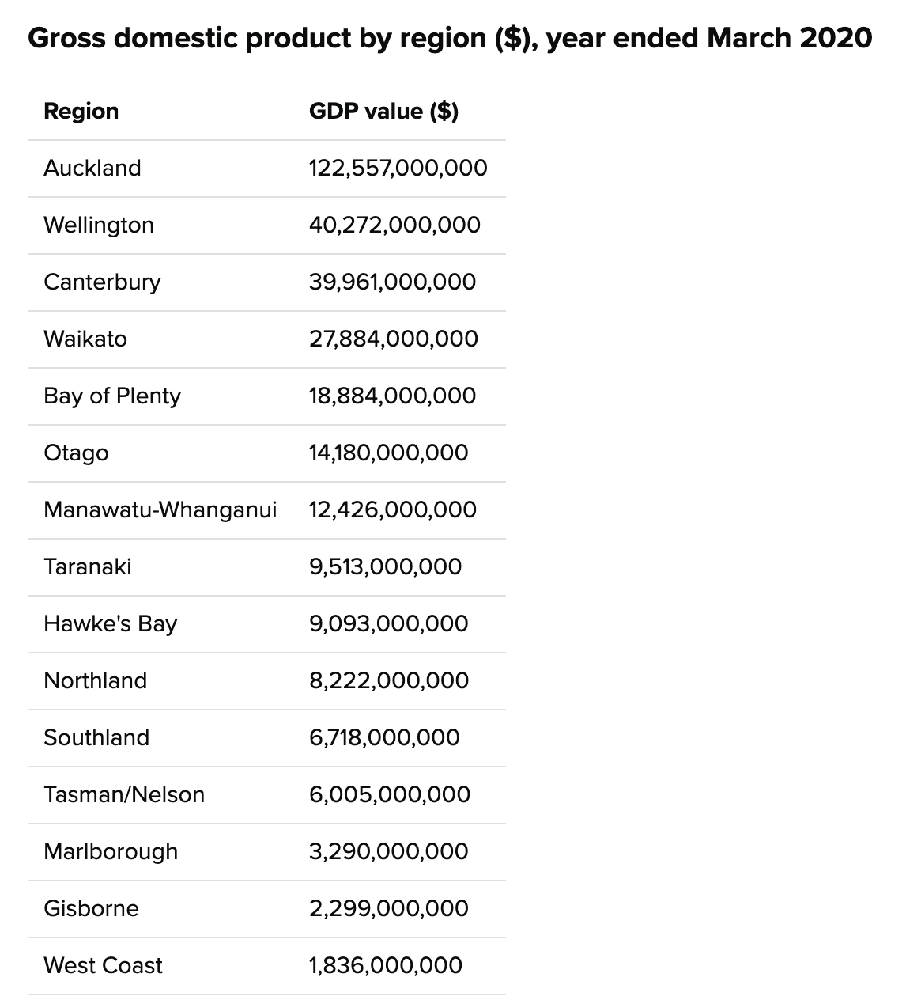 Gross domestic product by region ($), year ended March 2020
Region GDP value ($)
Auckland 122,557,000,000
Wellington 40,272,000,000
Canterbury 39,961,000,000
Waikato 27,884,000,000
Bay of Plenty 18,884,000,000
Otago 14,180,000,000
Manawatu-Whanganui 12,426,000,000
Taranaki 9,513,000,000
Hawke's Bay 9,093,000,000
Northland 8,222,000,000
Southland 6,718,000,000
Tasman/Nelson 6,005,000,000
Marlborough 3,290,000,000
Gisborne 2,299,000,000
West Coast 1,836,000,000